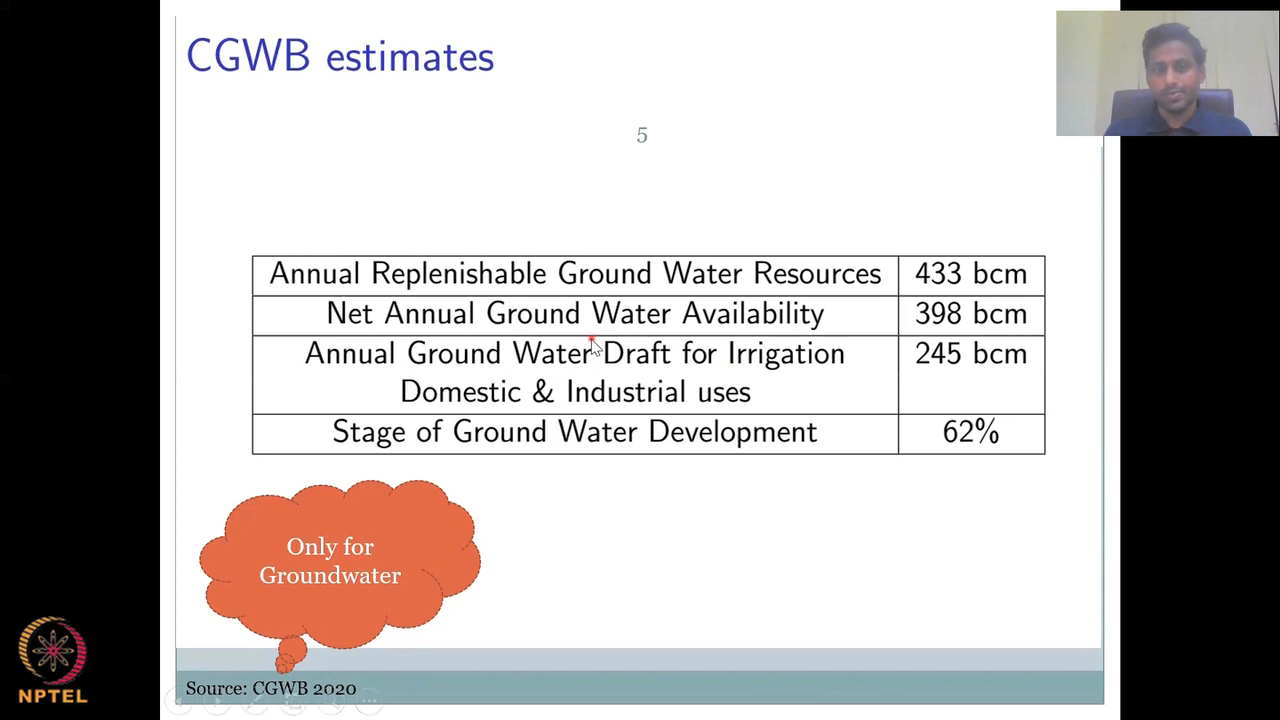 CGWB estimates
5
Annual Replenishable Ground Water Resources 433 bcm
Net Annual Ground Water Availability 398 bcm
Annual Ground Water Draft for Irrigation 245 bcm
Domestic & Industrial uses
Stage of Ground Water Development 62%
Only for
Groundwater
Source: CGWB 2020
NPTEL